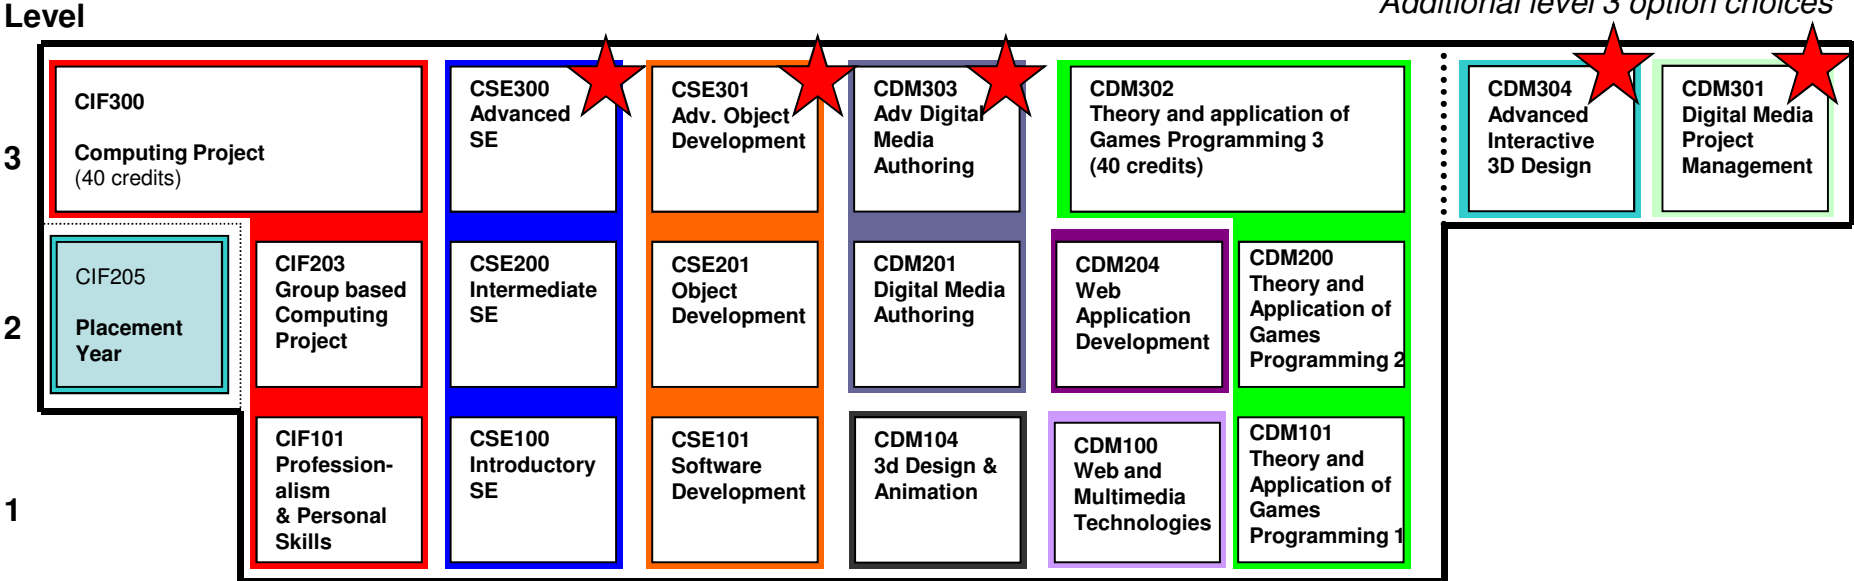 Level
Additional level 3 option choices
3
CIF300
Computing Project
(40 credits)
CSE300
Advanced
SE
CSE301
Adv. Object
Development
CDM303
Adv Digital
Media
Authoring
CDM302
Theory and application of
Games Programming 3
(40 credits)
CDM304
Advanced
Interactive
3D Design
CDM301
Digital Media
Project
Management
2
CIF205
Placement
Year
CIF203
Group based
Computing
Project
CSE200
Intermediate
SE
CSE201
Object
Development
CDM201
Digital Media
Authoring
CDM204
Web
Application
Development
CDM200
Theory and
Application of
Games
Programming 2
1
CIF101
Profession-
alism
& Personal
Skills
CSE100
Introductory
SE
CSE101
Software
Development
CDM104
3d Design &
Animation
CDM100
Web and
Multimedia
Technologies
CDM101
Theory and
Application of
Games
Programming 1